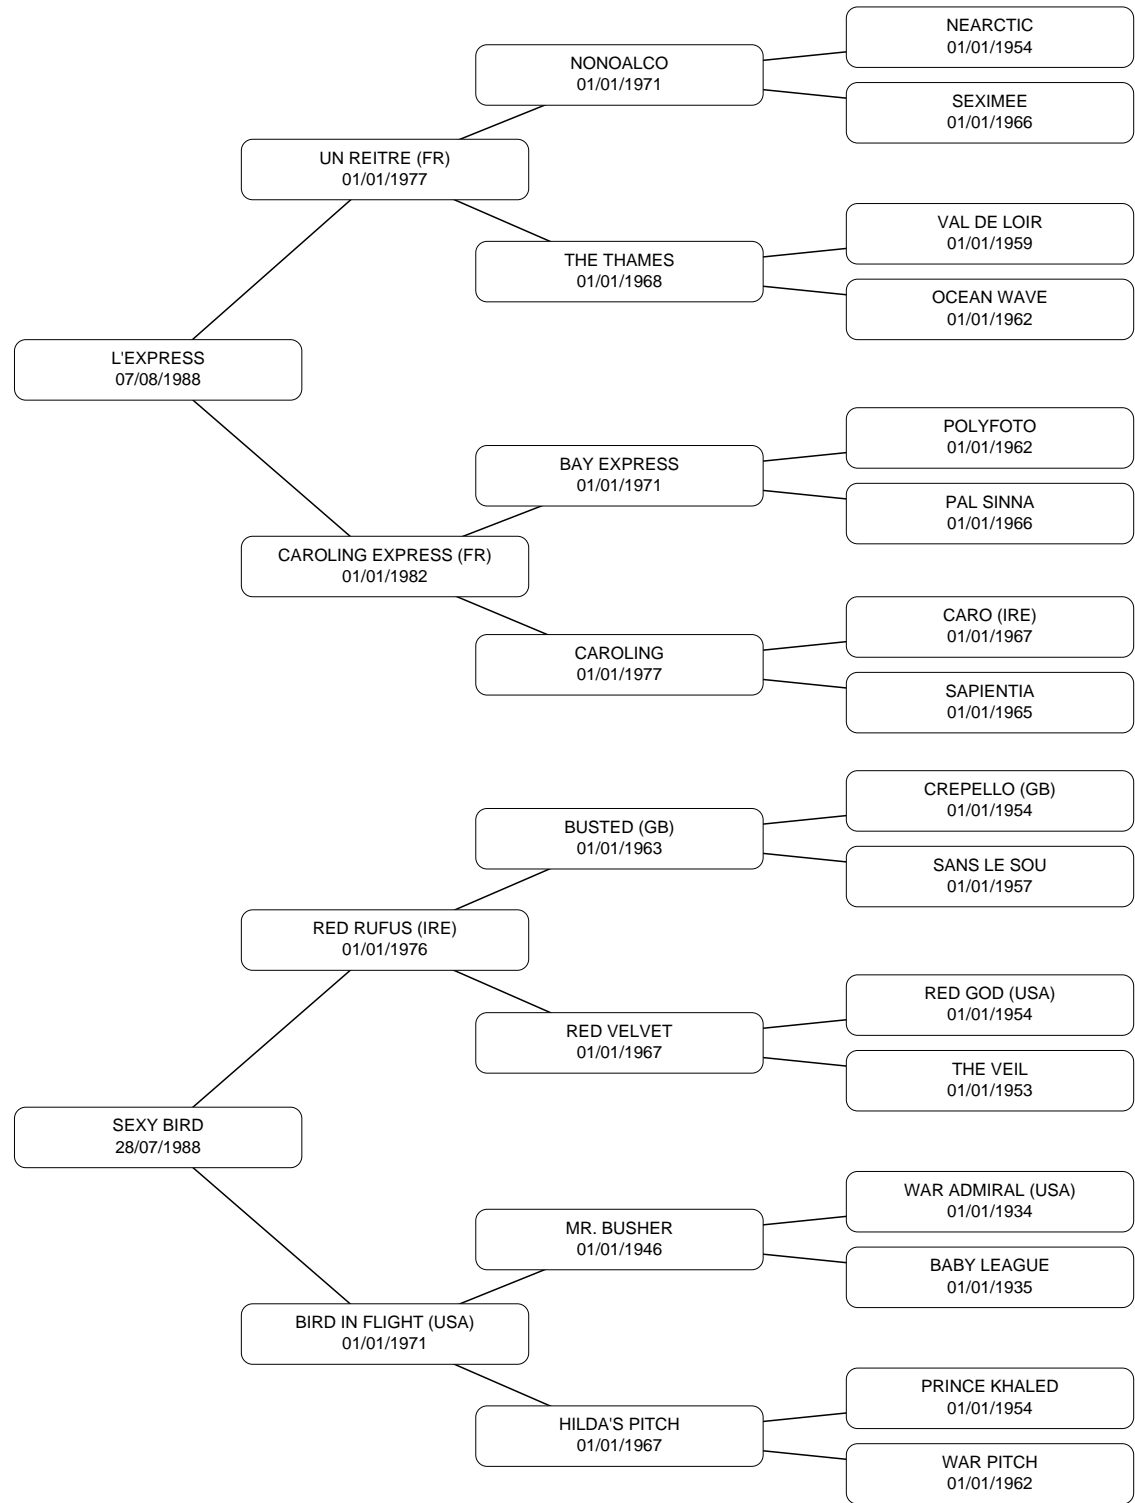 NEARCTIC
01/01/1954
NONOALCO
01/01/1971
SEXIMEE
01/01/1966
UN REITRE (FR)
01/01/1977
VAL DE LOIR
01/01/1959
THE THAMES
01/01/1968
OCEAN WAVE
01/01/1962
L'EXPRESS
07/08/1988
POLYFOTO
01/01/1962
BAY EXPRESS
01/01/1971
PAL SINNA
01/01/1966
CAROLING EXPRESS (FR)
01/01/1982
CARO (IRE)
01/01/1967
CAROLING
01/01/1977
SAPIENTIA
01/01/1965
CREPELLO (GB)
01/01/1954
BUSTED (GB)
01/01/1963
SANS LE SOU
01/01/1957
RED RUFUS (IRE)
01/01/1976
RED GOD (USA)
01/01/1954
RED VELVET
01/01/1967
THE VEIL
01/01/1953
SEXY BIRD
28/07/1988
WAR ADMIRAL (USA)
01/01/1934
MR. BUSHER
01/01/1946
BABY LEAGUE
01/01/1935
BIRD IN FLIGHT (USA)
01/01/1971
PRINCE KHALED
01/01/1954
HILDA'S PITCH
01/01/1967
WAR PITCH
01/01/1962